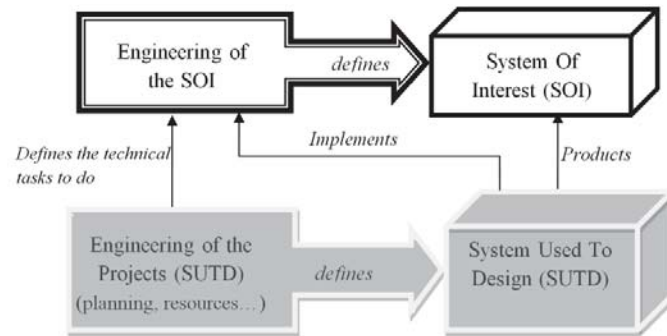 Engineering of
the SOI
defines
System Of
Interest (SOI)
Defines the technical
tasks to do
Implements
Products
Engineering of the
Projects (SUTD)
(planning, resources…)
defines
System Used To
Design (SUTD)